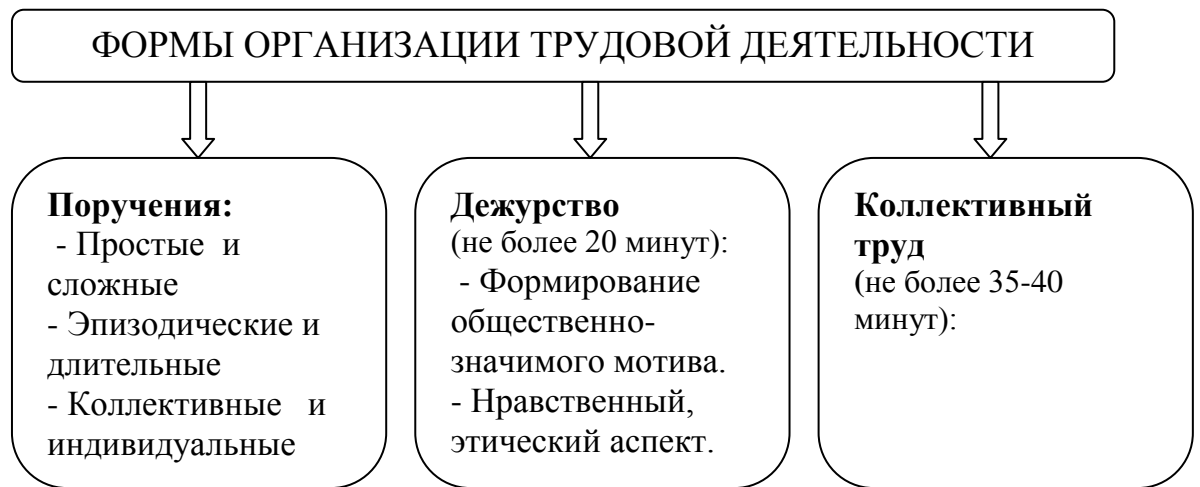 ФОРМЫ ОРГАНИЗАЦИИ ТРУДОВОЙ ДЕЯТЕЛЬНОСТИ
Поручения:
- Простые и
сложные
- Эпизодические и
длительные
- Коллективные и
индивидуальные
Дежурство
(не более 20 минут):
- Формирование
общественно-
значимого мотива.
- Нравственный,
этический аспект.
Коллективный
труд
(не более 35-40
минут):